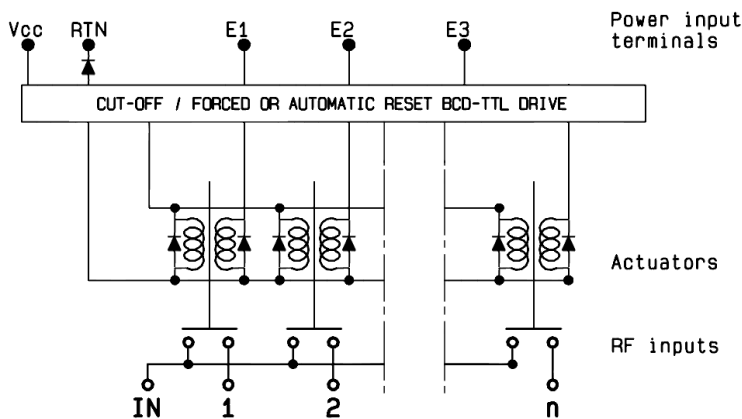 Vcc RTN E1 E2 E3 Power input
terminals
CUT-OFF / FORCED OR AUTOMATIC RESET BCD-TTL DRIVE
Actuators
RF inputs
IN 1 2 n